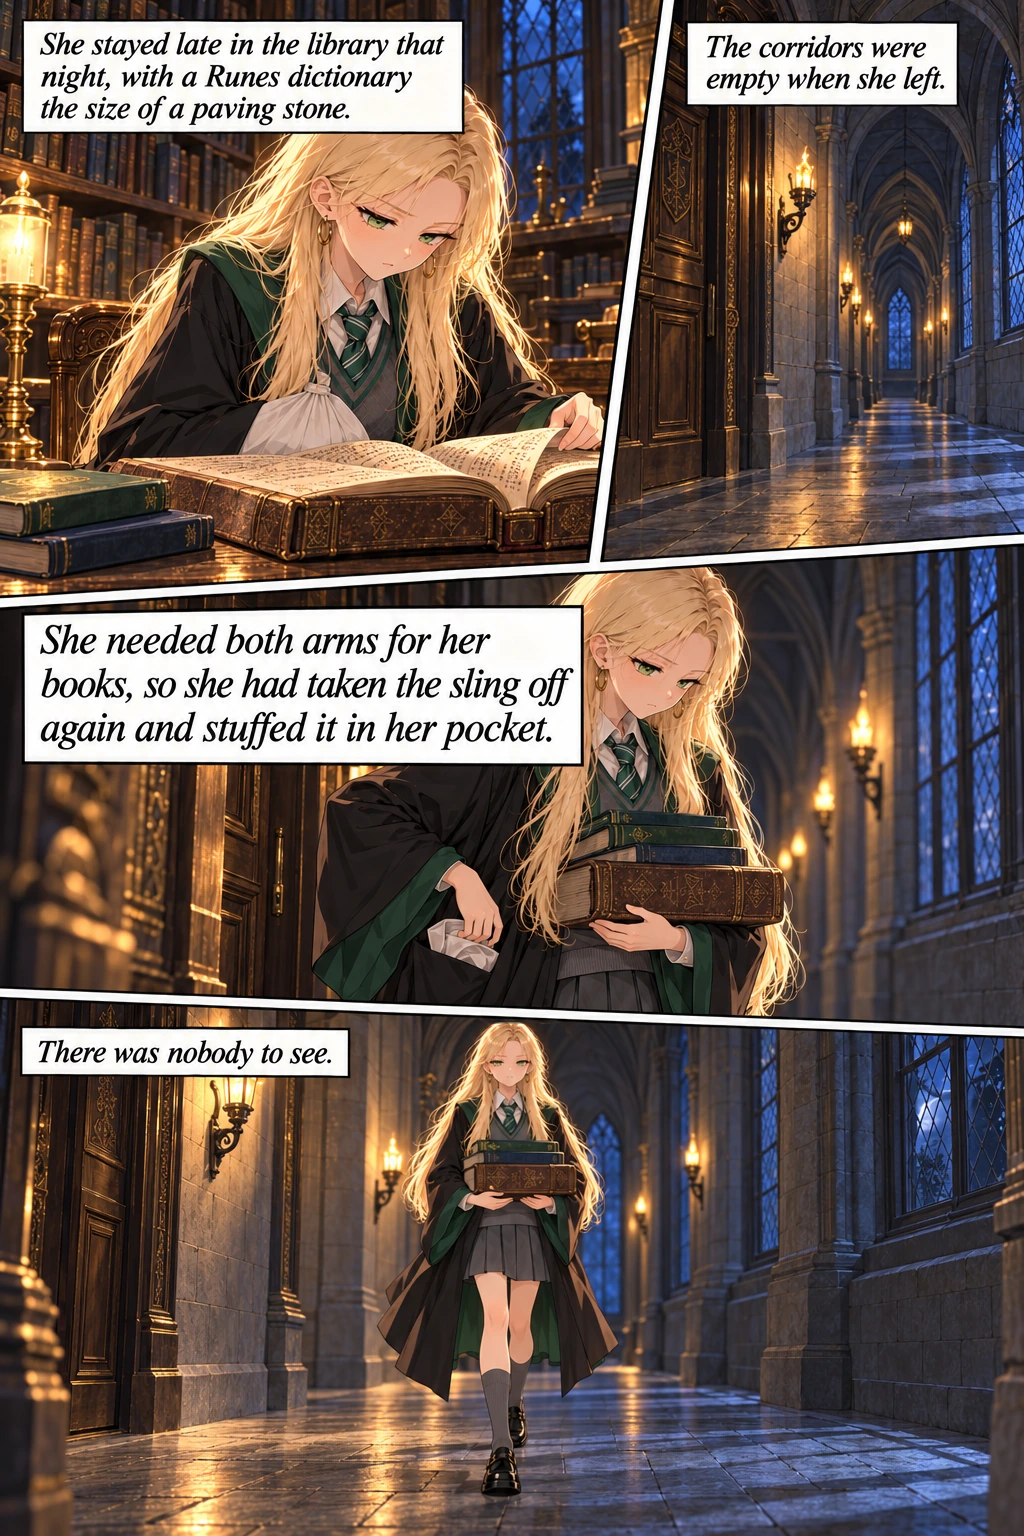 She stayed late in the library that
night, with a Runes dictionary
the size of a paving stone.
The corridors were
empty when she left.
She needed both arms for her
books, so she had taken the sling off
again and stuffed it in her pocket.
There was nobody to see.